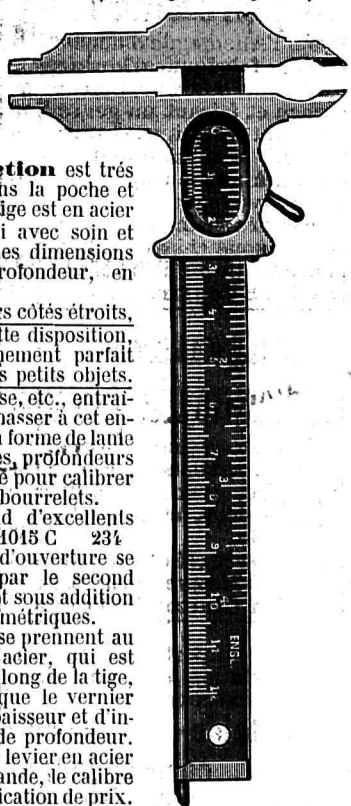 tion est trés
ns la poche et
ige est en acier
i avec soin et
es dimensions
rofondeur, en
rs côtés étroits,
tte disposition,
nement parfait
s petits objets.
se, etc., entraî-
nasser à cet en-
forme de lame
es, profondeurs
é pour calibrer
bourrelets.
d d'excellents
1015 C 234
d'ouverture se
par le second
t sous addition
métriques.
se prennent au
acier, qui est
long de la tige,
que le vernier
paisseur et d'in-
de profondeur.
levier en acier
ande, le calibre
ication de prix.
ENGL.